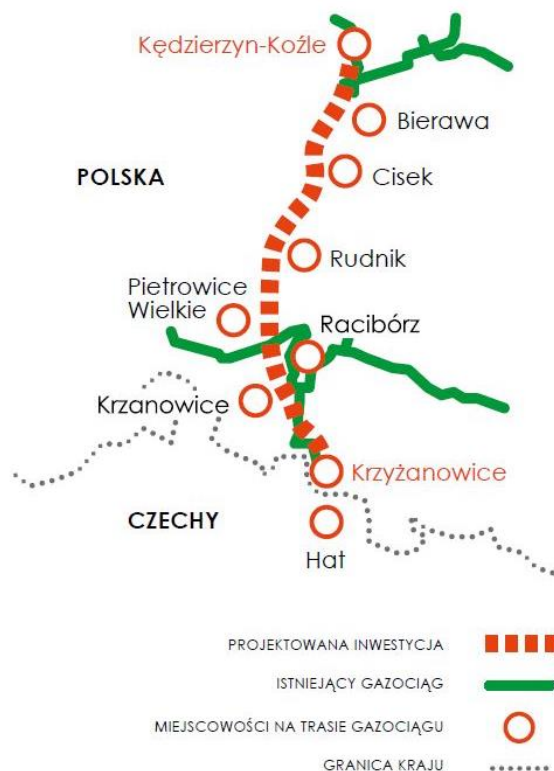 Kędzierzyn-Koźle
Bierawa
POLSKA
Cisek
Rudnik
Pietrowice
Wielkie
Racibórz
Krzanowice
Krzyżanowice
CZECHY
Hat
PROJEKTOWANA INWESTYCJA
ISTNIEJĄCY GAZOCIĄG
MIEJSCOWOŚCI NA TRASIE GAZOCIĄGU
GRANICA KRAJU